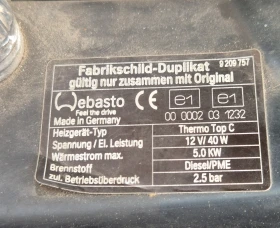 Fabrikschild-Duplikat
9 209 757
gültig nur zusammen mit Original
Webasto CE e1 e1
Feel the drive
Made in Germany 00 0002 03 1232
Heizgerät-Typ Thermo Top C
Spannung / El. Leistung 12 V/ 40 W
Wärmestrom max. 5.0 KW
Brennstoff Diesel/PME
zul. Betriebsüberdruck 2.5 bar